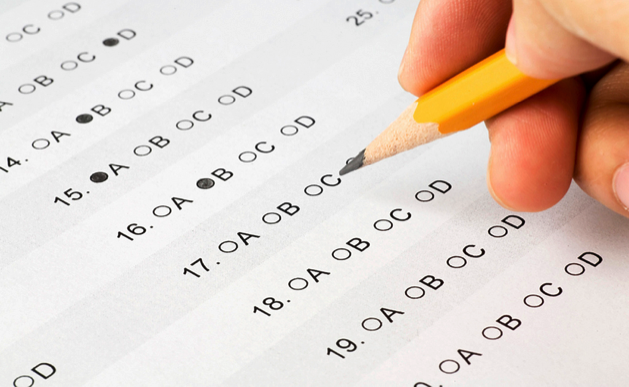 C D
A B C D
14. A B C D
15. A B C D
16. A B C D
17. A B C
18. A B C D
19. A B C D
A B C D
D
25.